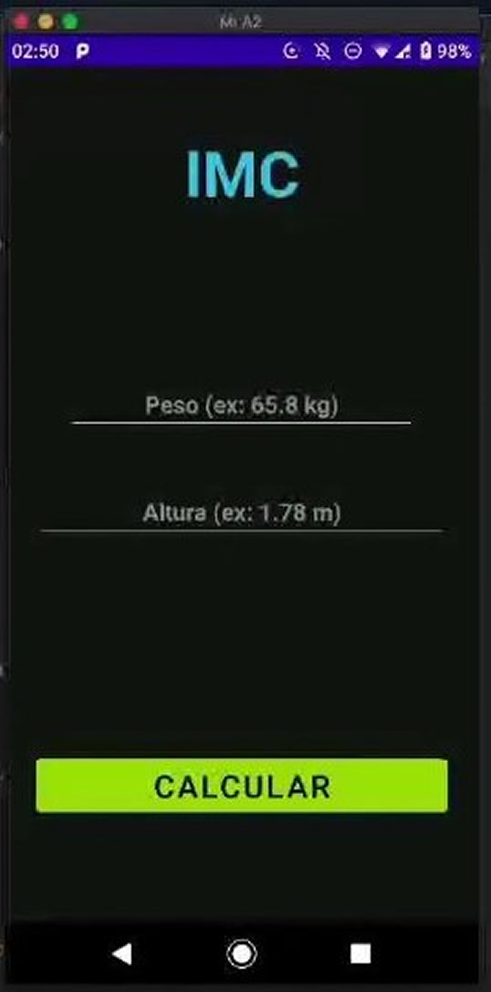 Mi A2
02:50 P 98%
IMC
Peso (ex: 65.8 kg)
Altura (ex: 1.78 m)
CALCULAR